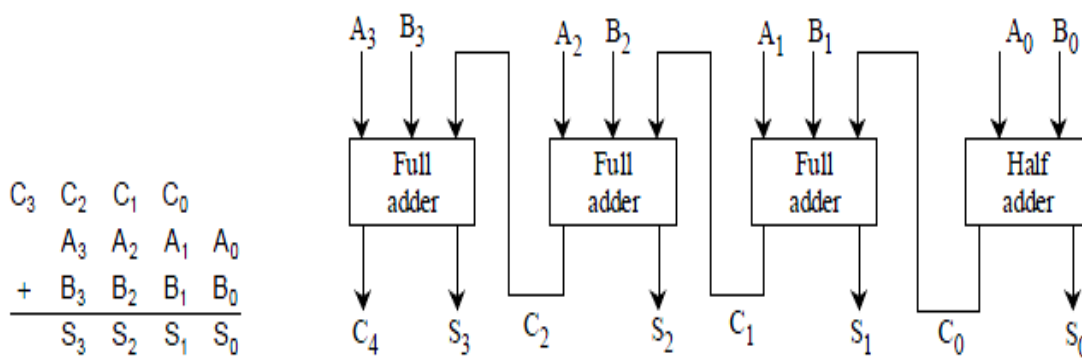 C₃ C₂ C₁ C₀
A₃ A₂ A₁ A₀
+ B₃ B₂ B₁ B₀
S₃ S₂ S₁ S₀
A₃ B₃ A₂ B₂ A₁ B₁ A₀ B₀
Full adder
Full adder
Full adder
Half adder
C₄ S₃ C₂ S₂ C₁ S₁ C₀ S₀